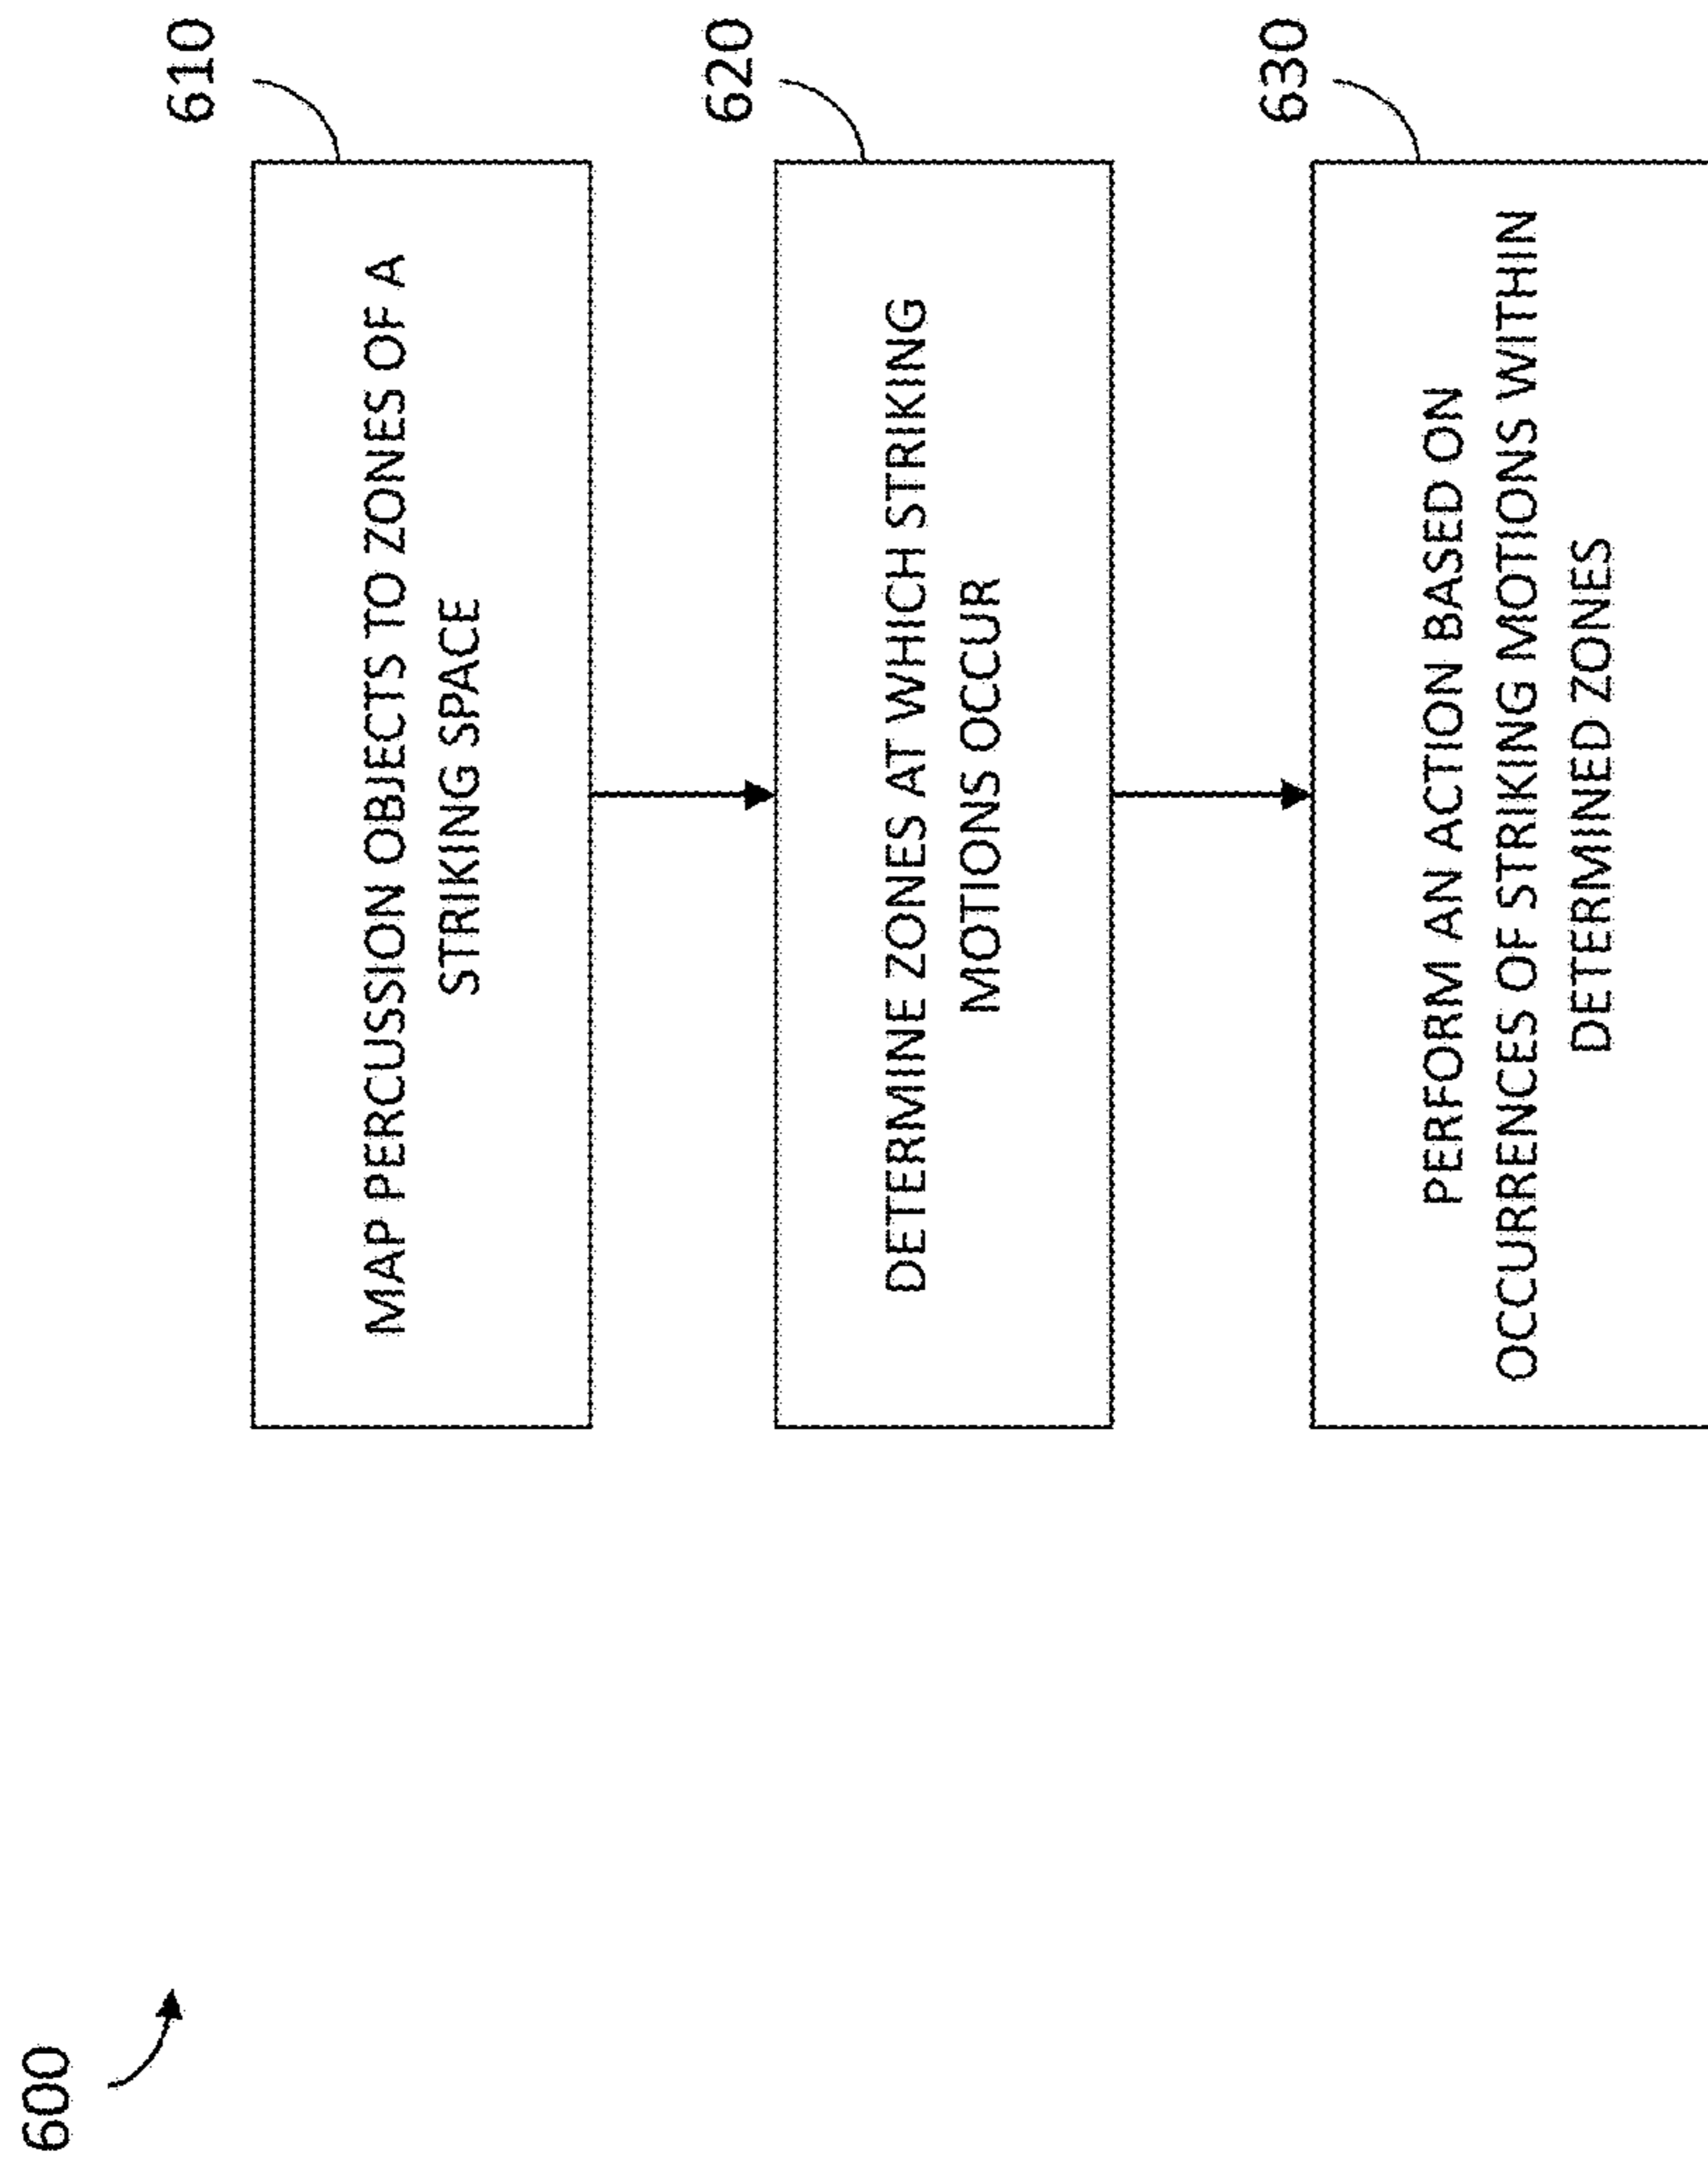 600
610
MAP PERCUSSION OBJECTS TO ZONES OF A
STRIKING SPACE
620
DETERMINE ZONES AT WHICH STRIKING
MOTIONS OCCUR
630
PERFORM AN ACTION BASED ON
OCCURRENCES OF STRIKING MOTIONS WITHIN
DETERMINED ZONES